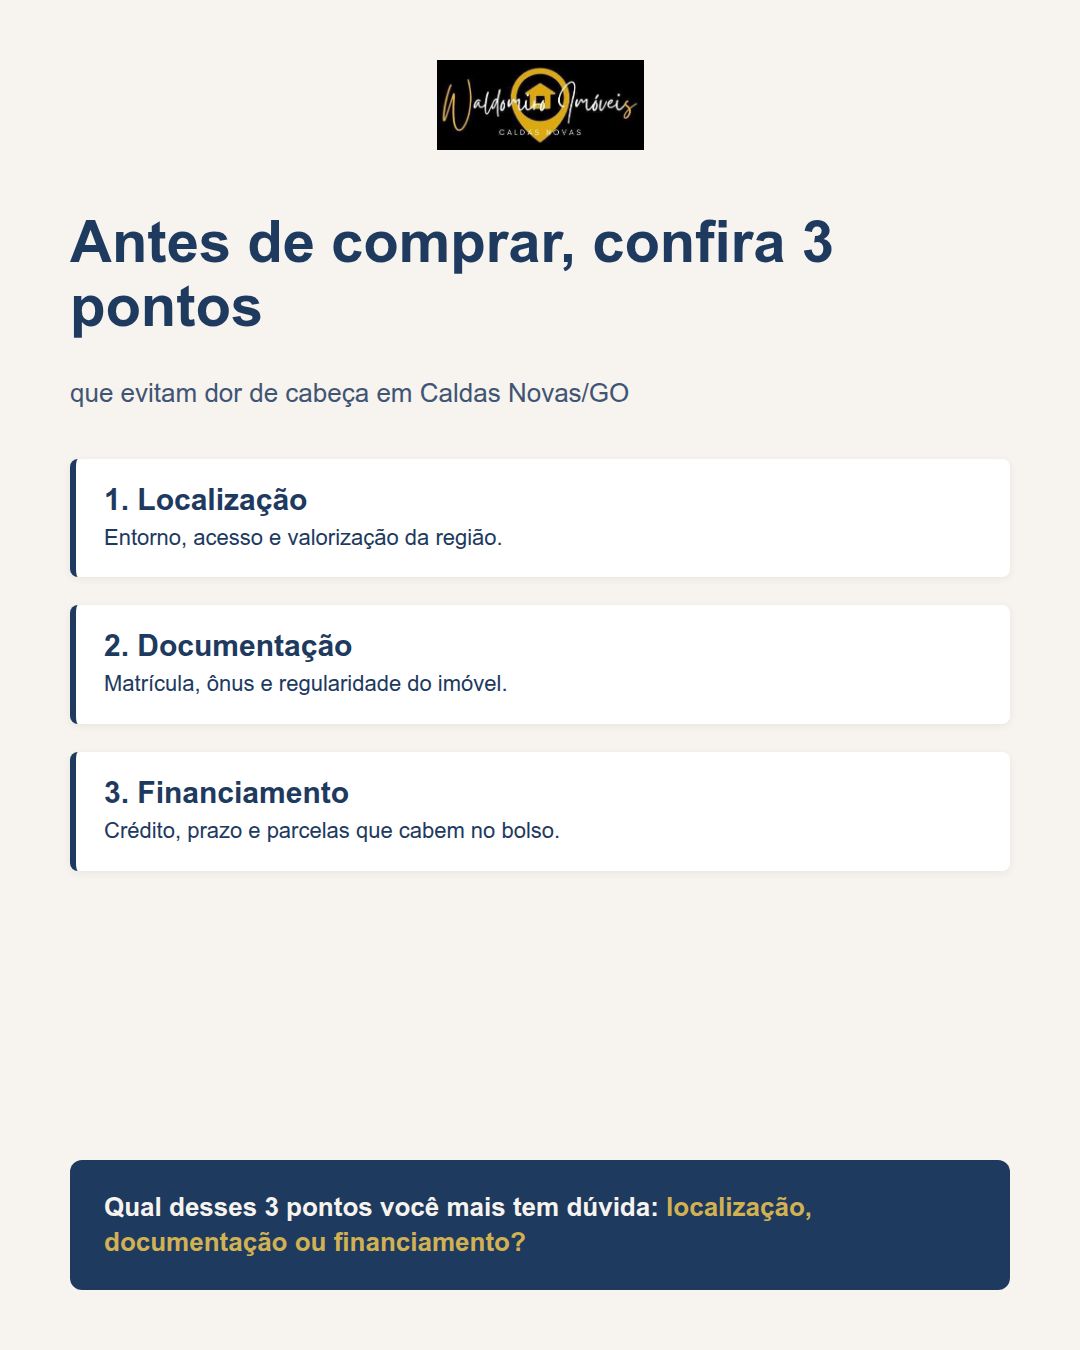 Waldomiro Imóveis
CALDAS NOVAS
Antes de comprar, confira 3
pontos
que evitam dor de cabeça em Caldas Novas/GO
1. Localização
Entorno, acesso e valorização da região.
2. Documentação
Matrícula, ônus e regularidade do imóvel.
3. Financiamento
Crédito, prazo e parcelas que cabem no bolso.
Qual desses 3 pontos você mais tem dúvida: localização,
documentação ou financiamento?